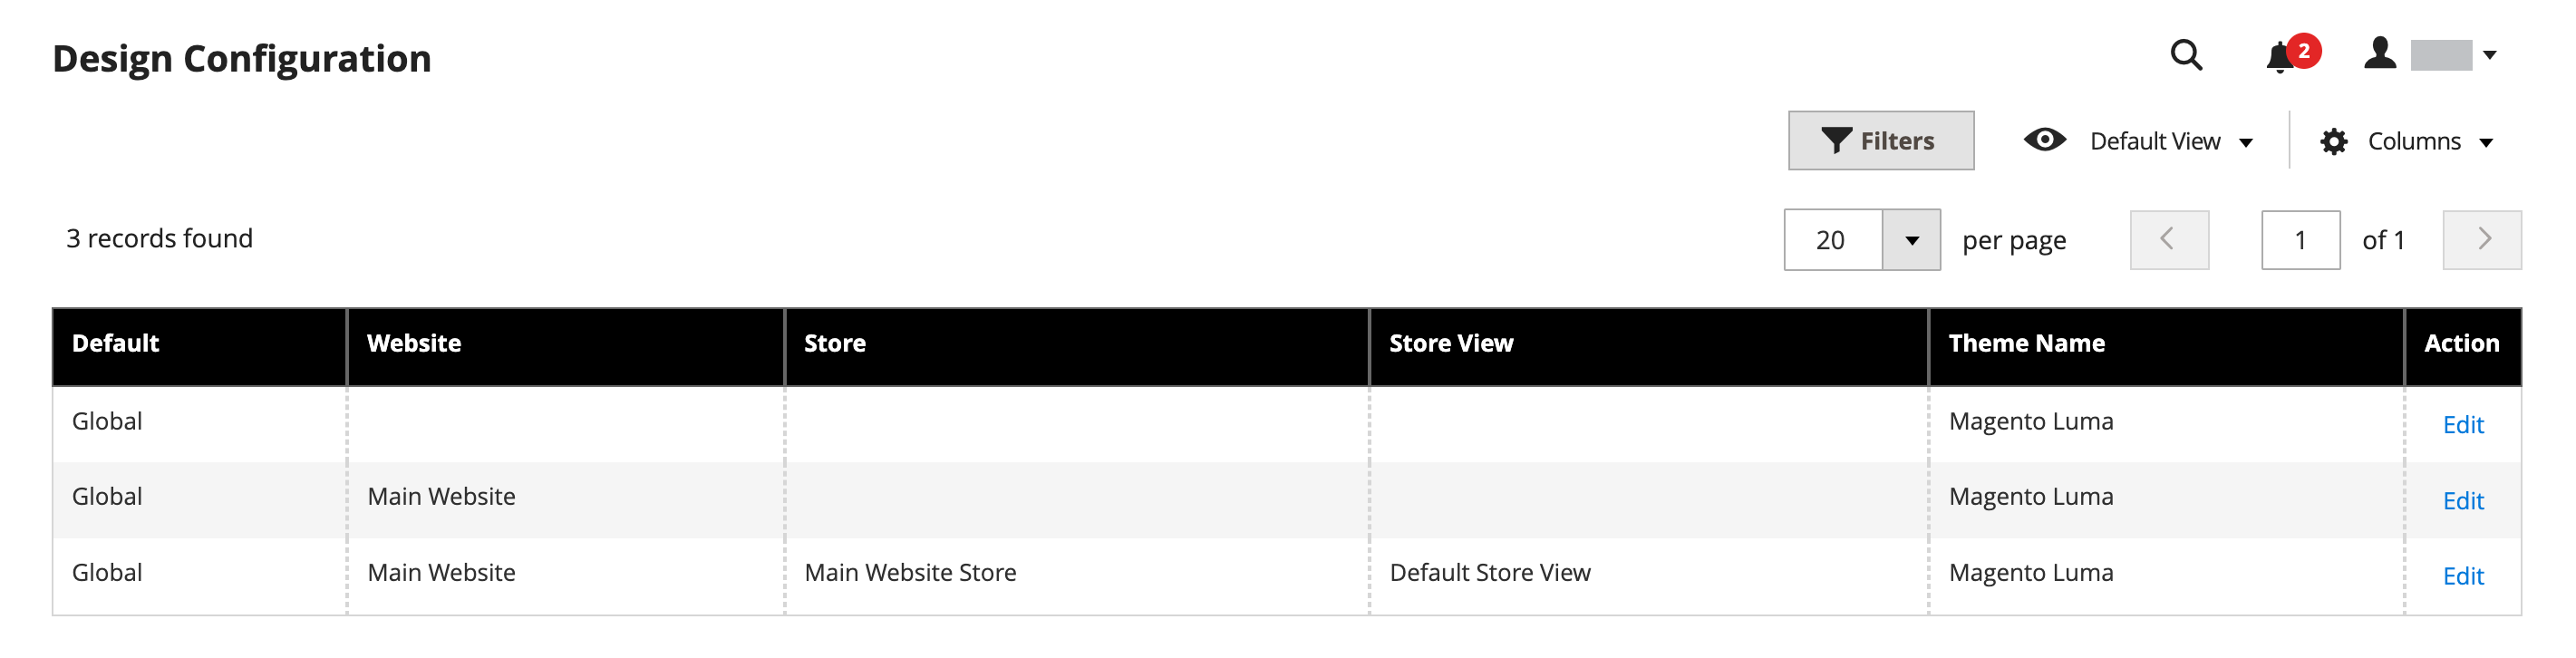 Design Configuration
2
Filters Default View Columns
3 records found 20 per page 1 of 1
Default Website Store Store View Theme Name Action
Global Magento Luma Edit
Global Main Website Magento Luma Edit
Global Main Website Main Website Store Default Store View Magento Luma Edit